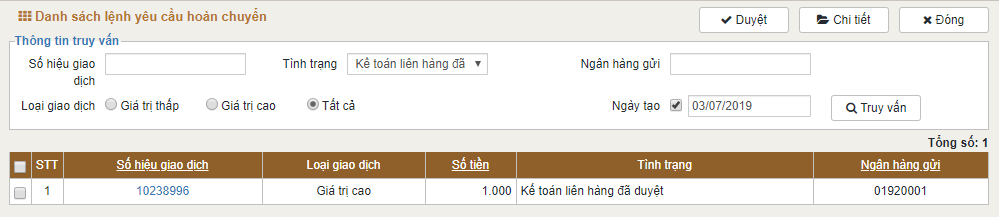 Danh sách lệnh yêu cầu hoàn chuyển
Duyệt Chi tiết Đóng
Thông tin truy vấn
Số hiệu giao dịch Tình trạng Kế toán liên hàng đã Ngân hàng gửi
Loại giao dịch Giá trị thấp Giá trị cao Tất cả Ngày tạo 03/07/2019 Truy vấn
Tổng số: 1
STT Số hiệu giao dịch Loại giao dịch Số tiền Tình trạng Ngân hàng gửi
1 10238996 Giá trị cao 1.000 Kế toán liên hàng đã duyệt 01920001